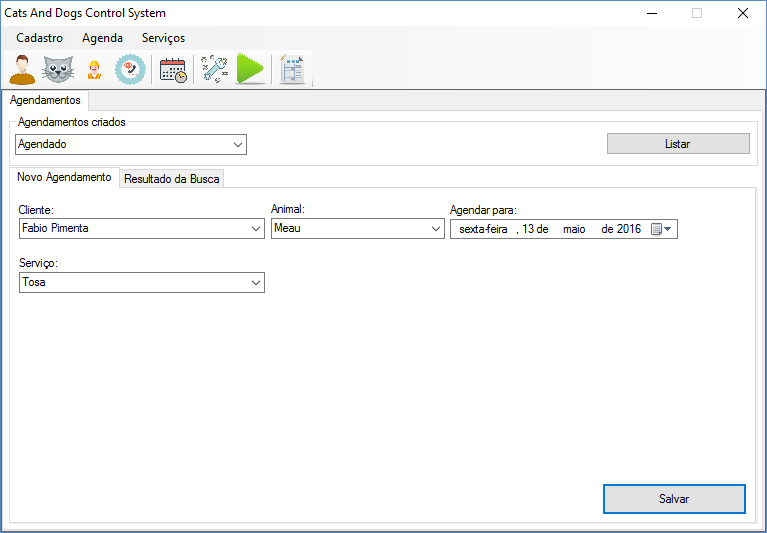 Cats And Dogs Control System
Cadastro Agenda Serviços
Agendamentos
Agendamentos criados
Agendado Listar
Novo Agendamento Resultado da Busca
Cliente: Animal: Agendar para:
Fabio Pimenta Meau sexta-feira , 13 de maio de 2016
Serviço:
Tosa
Salvar